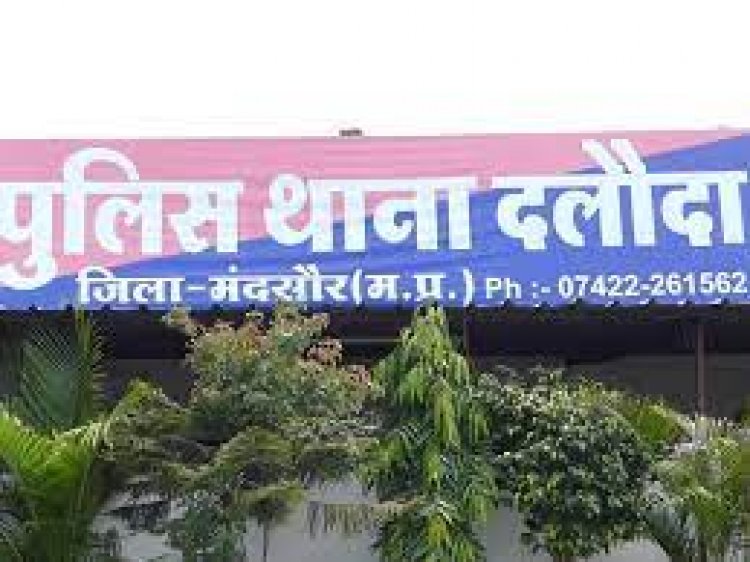 पुलिस थाना दलौदा
जिला-मंदसौर(म.प्र.) Ph :- 07422-261562